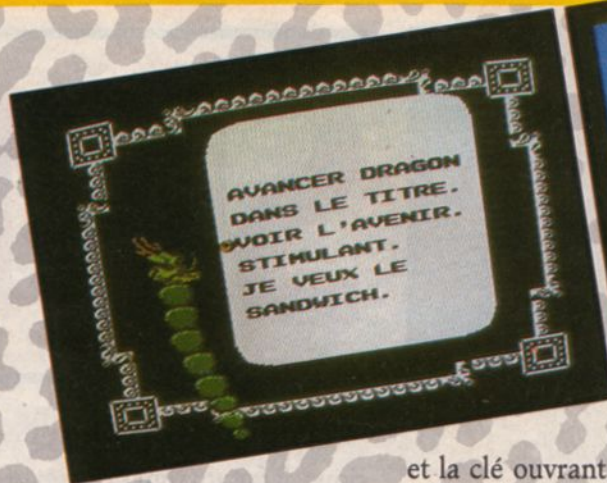 AVANCER DRAGON
DANS LE TITRE.
VOIR L'AVENIR.
STIMULANT.
JE VEUX LE
SANDWICH.
et la clé ouvrant